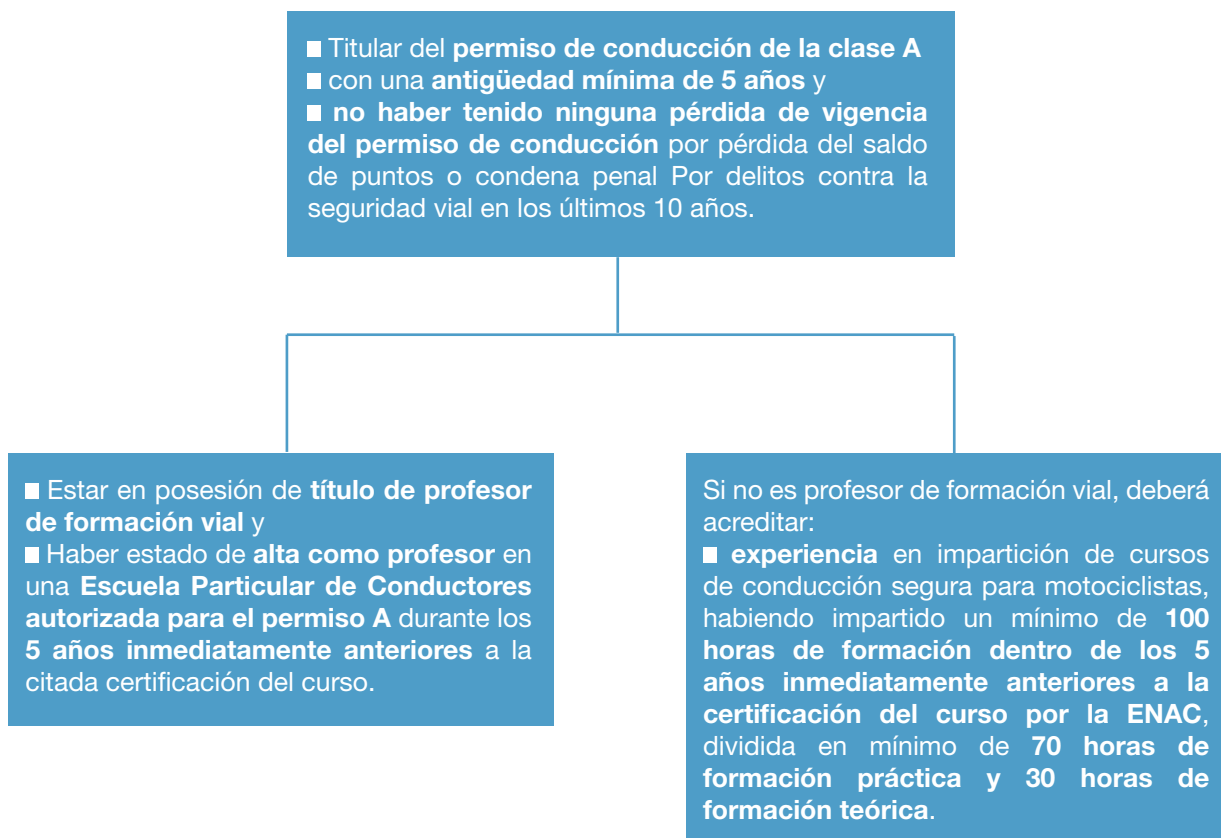 ■ Titular del permiso de conducción de la clase A
■ con una antigüedad mínima de 5 años y
■ no haber tenido ninguna pérdida de vigencia
del permiso de conducción por pérdida del saldo
de puntos o condena penal Por delitos contra la
seguridad vial en los últimos 10 años.
■ Estar en posesión de título de profesor
de formación vial y
■ Haber estado de alta como profesor en
una Escuela Particular de Conductores
autorizada para el permiso A durante los
5 años inmediatamente anteriores a la
citada certificación del curso.
Si no es profesor de formación vial, deberá
acreditar:
■ experiencia en impartición de cursos
de conducción segura para motociclistas,
habiendo impartido un mínimo de 100
horas de formación dentro de los 5
años inmediatamente anteriores a la
certificación del curso por la ENAC,
dividida en mínimo de 70 horas de
formación práctica y 30 horas de
formación teórica.